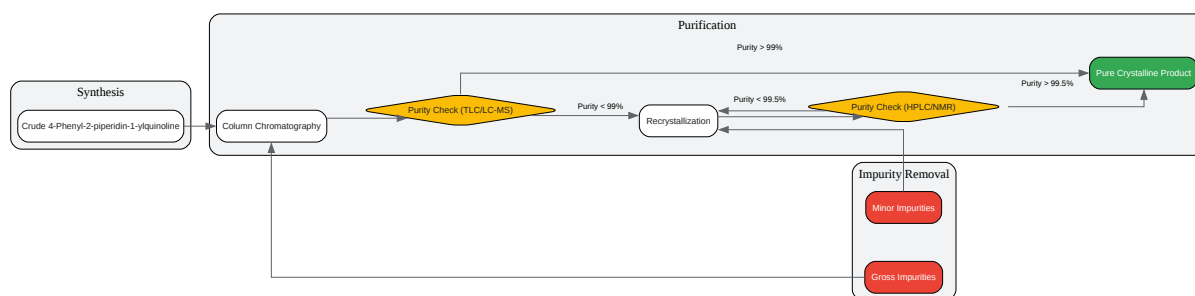 Purification
Purity > 99%
Pure Crystalline Product
Synthesis
Purity > 99.5%
Purity < 99%
Purity < 99.5%
Purity Check (TLC/LC-MS)
Purity Check (HPLC/NMR)
Crude 4-Phenyl-2-piperidin-1-ylquinoline
Column Chromatography
Recrystallization
Impurity Removal
Minor Impurities
Gross Impurities